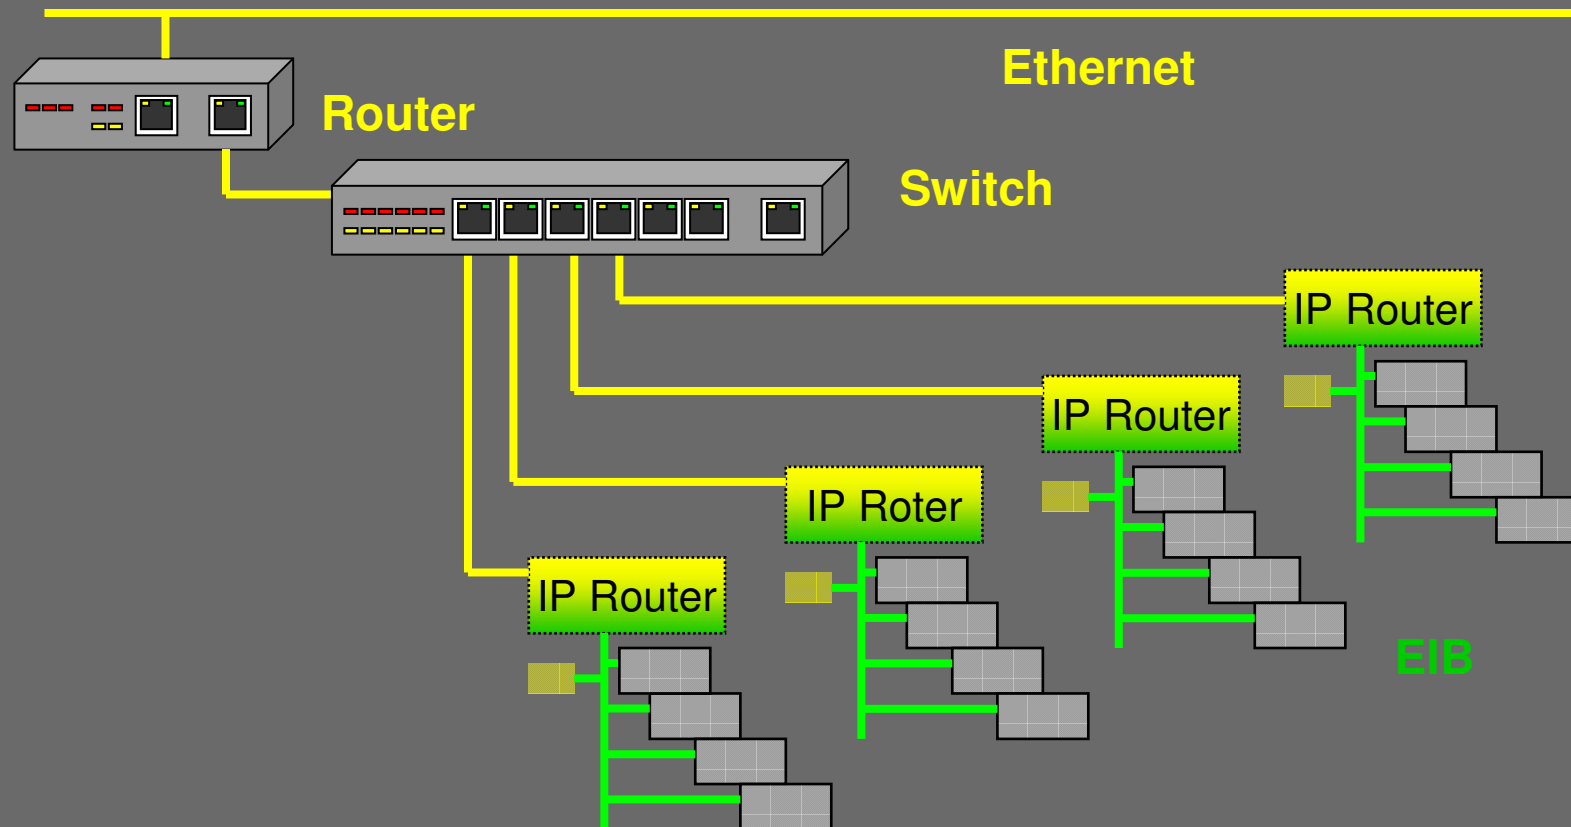 Ethernet
Router
Switch
IP Router
IP Router
IP Roter
IP Router
EIB